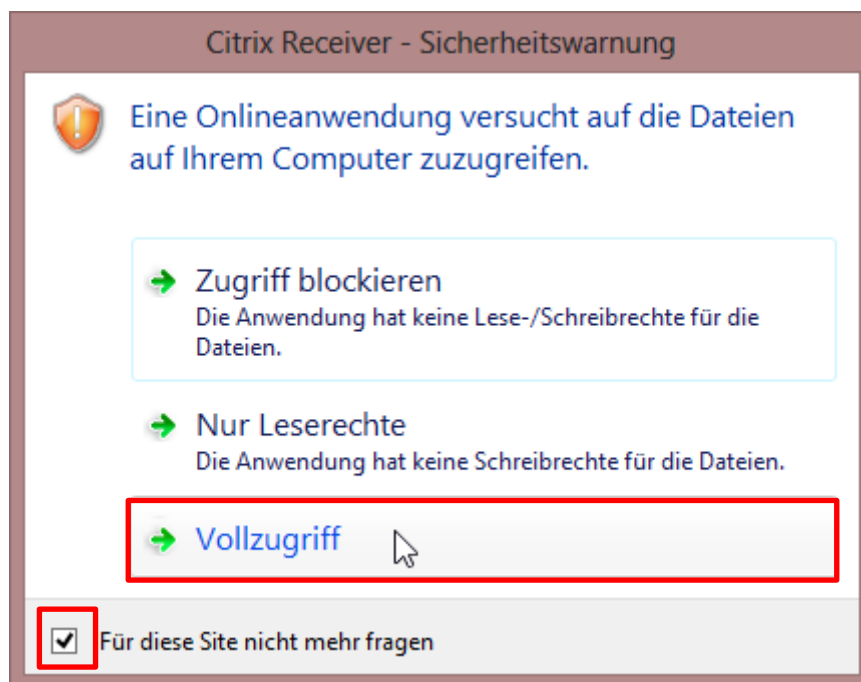 Citrix Receiver - Sicherheitswarnung
Eine Onlineanwendung versucht auf die Dateien
auf Ihrem Computer zuzugreifen.
Zugriff blockieren
Die Anwendung hat keine Lese-/Schreibrechte für die
Dateien.
Nur Leserechte
Die Anwendung hat keine Schreibrechte für die Dateien.
Vollzugriff
Für diese Site nicht mehr fragen